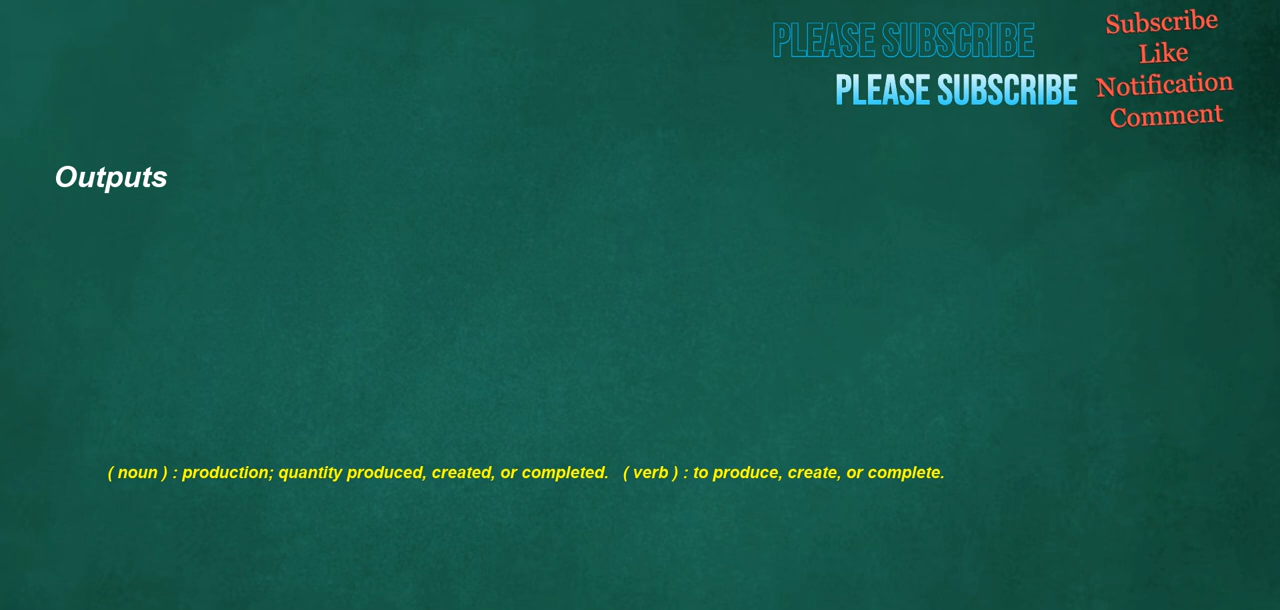 PLEASE SUBSCRIBE
PLEASE SUBSCRIBE
Subscribe
Like
Notification
Comment
Outputs
( noun ) : production; quantity produced, created, or completed.   ( verb ) : to produce, create, or complete.